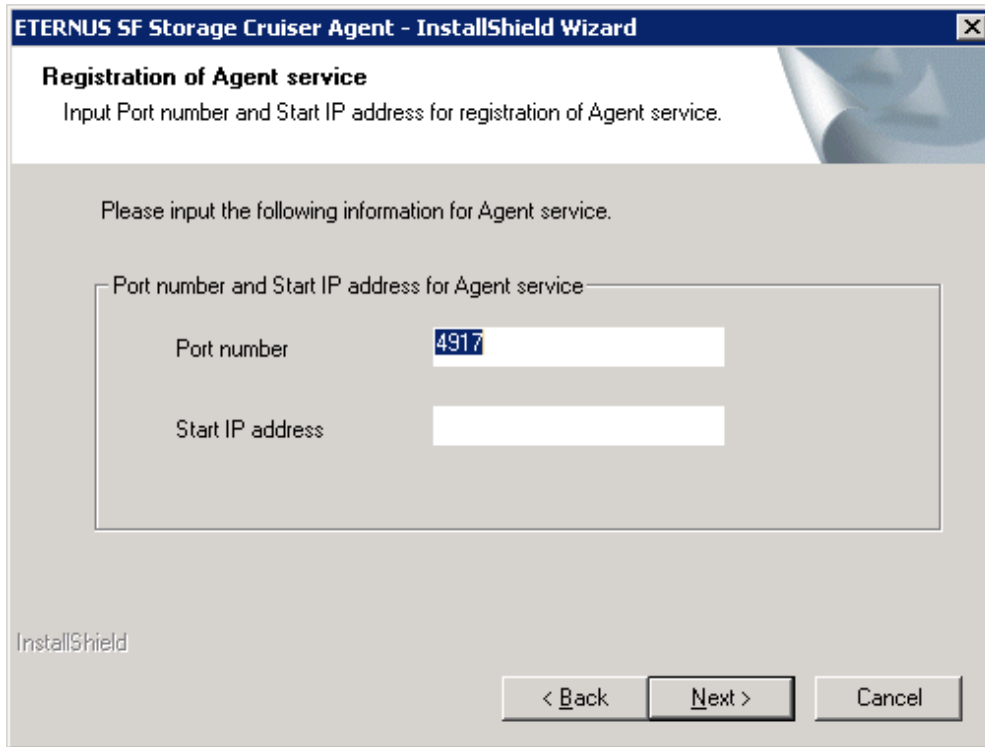 ETERNUS SF Storage Cruiser Agent - InstallShield Wizard
Registration of Agent service
Input Port number and Start IP address for registration of Agent service.
Please input the following information for Agent service.
Port number and Start IP address for Agent service
Port number
4917
Start IP address
InstallShield
< Back
Next >
Cancel